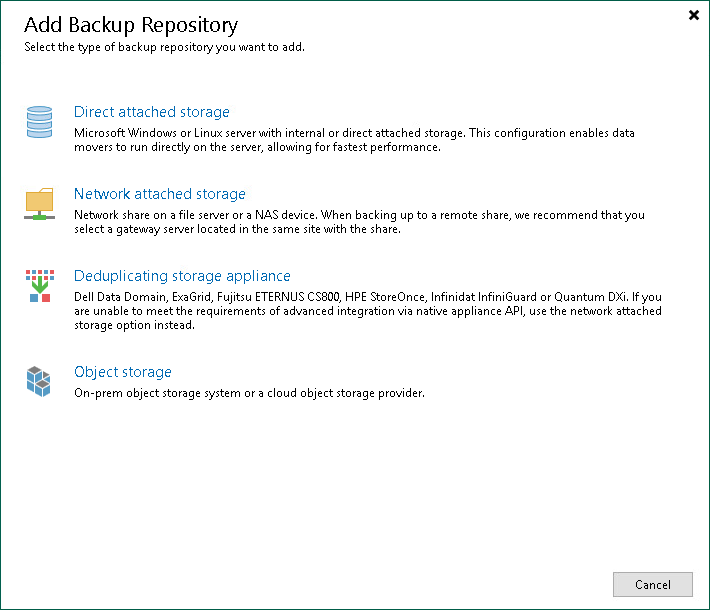 Add Backup Repository
Select the type of backup repository you want to add.
Direct attached storage
Microsoft Windows or Linux server with internal or direct attached storage. This configuration enables data
movers to run directly on the server, allowing for fastest performance.
Network attached storage
Network share on a file server or a NAS device. When backing up to a remote share, we recommend that you
select a gateway server located in the same site with the share.
Deduplicating storage appliance
Dell Data Domain, ExaGrid, Fujitsu ETERNUS CS800, HPE StoreOnce, Infinidat InfiniGuard or Quantum DXi. If you
are unable to meet the requirements of advanced integration via native appliance API, use the network attached
storage option instead.
Object storage
On-prem object storage system or a cloud object storage provider.
Cancel